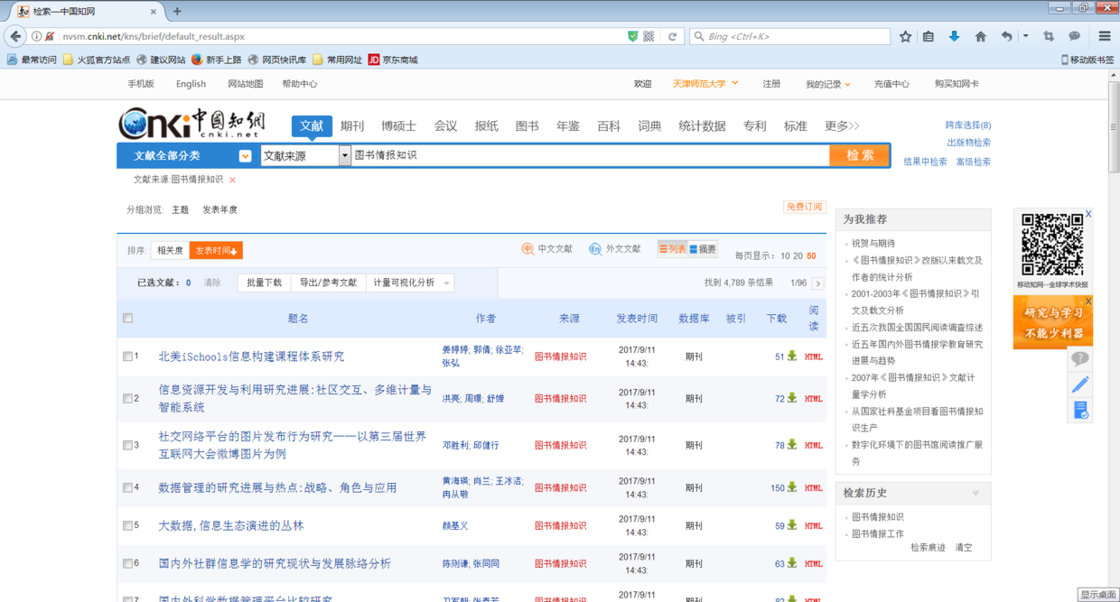 检索—中国知网
nvsm.cnki.net/kns/brief/default_result.aspx
Bing <Ctrl+K>
最常访问 火狐官方站点 建议网站 新手上路 网页快讯库 常用网址 JD 京东商城 移动版书签
手机版 English 网站地图 帮助中心 欢迎 天津师范大学 注册 我的记录 充值中心 购买知网卡
Cnki 中国知网
cnki.net
文献 期刊 博硕士 会议 报纸 图书 年鉴 百科 词典 统计数据 专利 标准 更多>>
跨库选择(8)
出版物检索
文献全部分类 文献来源 图书情报知识 检索
结果中检索 高级检索
文献来源:图书情报知识 ×
分组浏览: 主题 发表年度
免费订阅
排序: 相关度 发表时间↓ 中文文献 外文文献 列表 摘要 每页显示: 10 20 50
已选文献: 0 清除 批量下载 导出/参考文献 计量可视化分析 找到 4,789 条结果 1/96 >
题名 作者 来源 发表时间 数据库 被引 下载 阅读
1 北美iSchools信息构建课程体系研究 姜婷婷; 郭倩; 徐亚苹; 张弘 图书情报知识 2017/9/11 14:43: 期刊 51 HTML
2 信息资源开发与利用研究进展:社区交互、多维计量与智能系统 洪亮; 周璟; 舒婵 图书情报知识 2017/9/11 14:43: 期刊 72 HTML
3 社交网络平台的图片发布行为研究——以第三届世界互联网大会微博图片为例 邓胜利; 邱健行 图书情报知识 2017/9/11 14:43: 期刊 78 HTML
4 数据管理的研究进展与热点:战略、角色与应用 黄海瑛; 尚兰; 王冰洁; 冉从敬 图书情报知识 2017/9/11 14:43: 期刊 150 HTML
5 大数据,信息生态演进的丛林 颜基义 图书情报知识 2017/9/11 14:43: 期刊 59 HTML
6 国内外社群信息学的研究现状与发展脉络分析 陈则谦; 张同同 图书情报知识 2017/9/11 14:43: 期刊 63 HTML
7 国内外科学数据管理平台比较研究 图书情报知识 2017/9/11 期刊 82 HTML
为我推荐
祝贺与期待
《图书情报知识》改版以来载文及
作者的统计分析
2001-2003年《图书情报知识》引
文及载文分析
近五次我国全国国民阅读调查综述
近五年国内外图书情报学教育研究
进展与趋势
2007年《图书情报知识》文献计
量学分析
从国家社科基金项目看图书情报知
识生产
数字化环境下的图书馆阅读推广服
务
检索历史
图书情报知识
图书情报工作
检索痕迹 清空
X
移动知网--全球学术快报
X
研究与学习
不能少利器
显示桌面